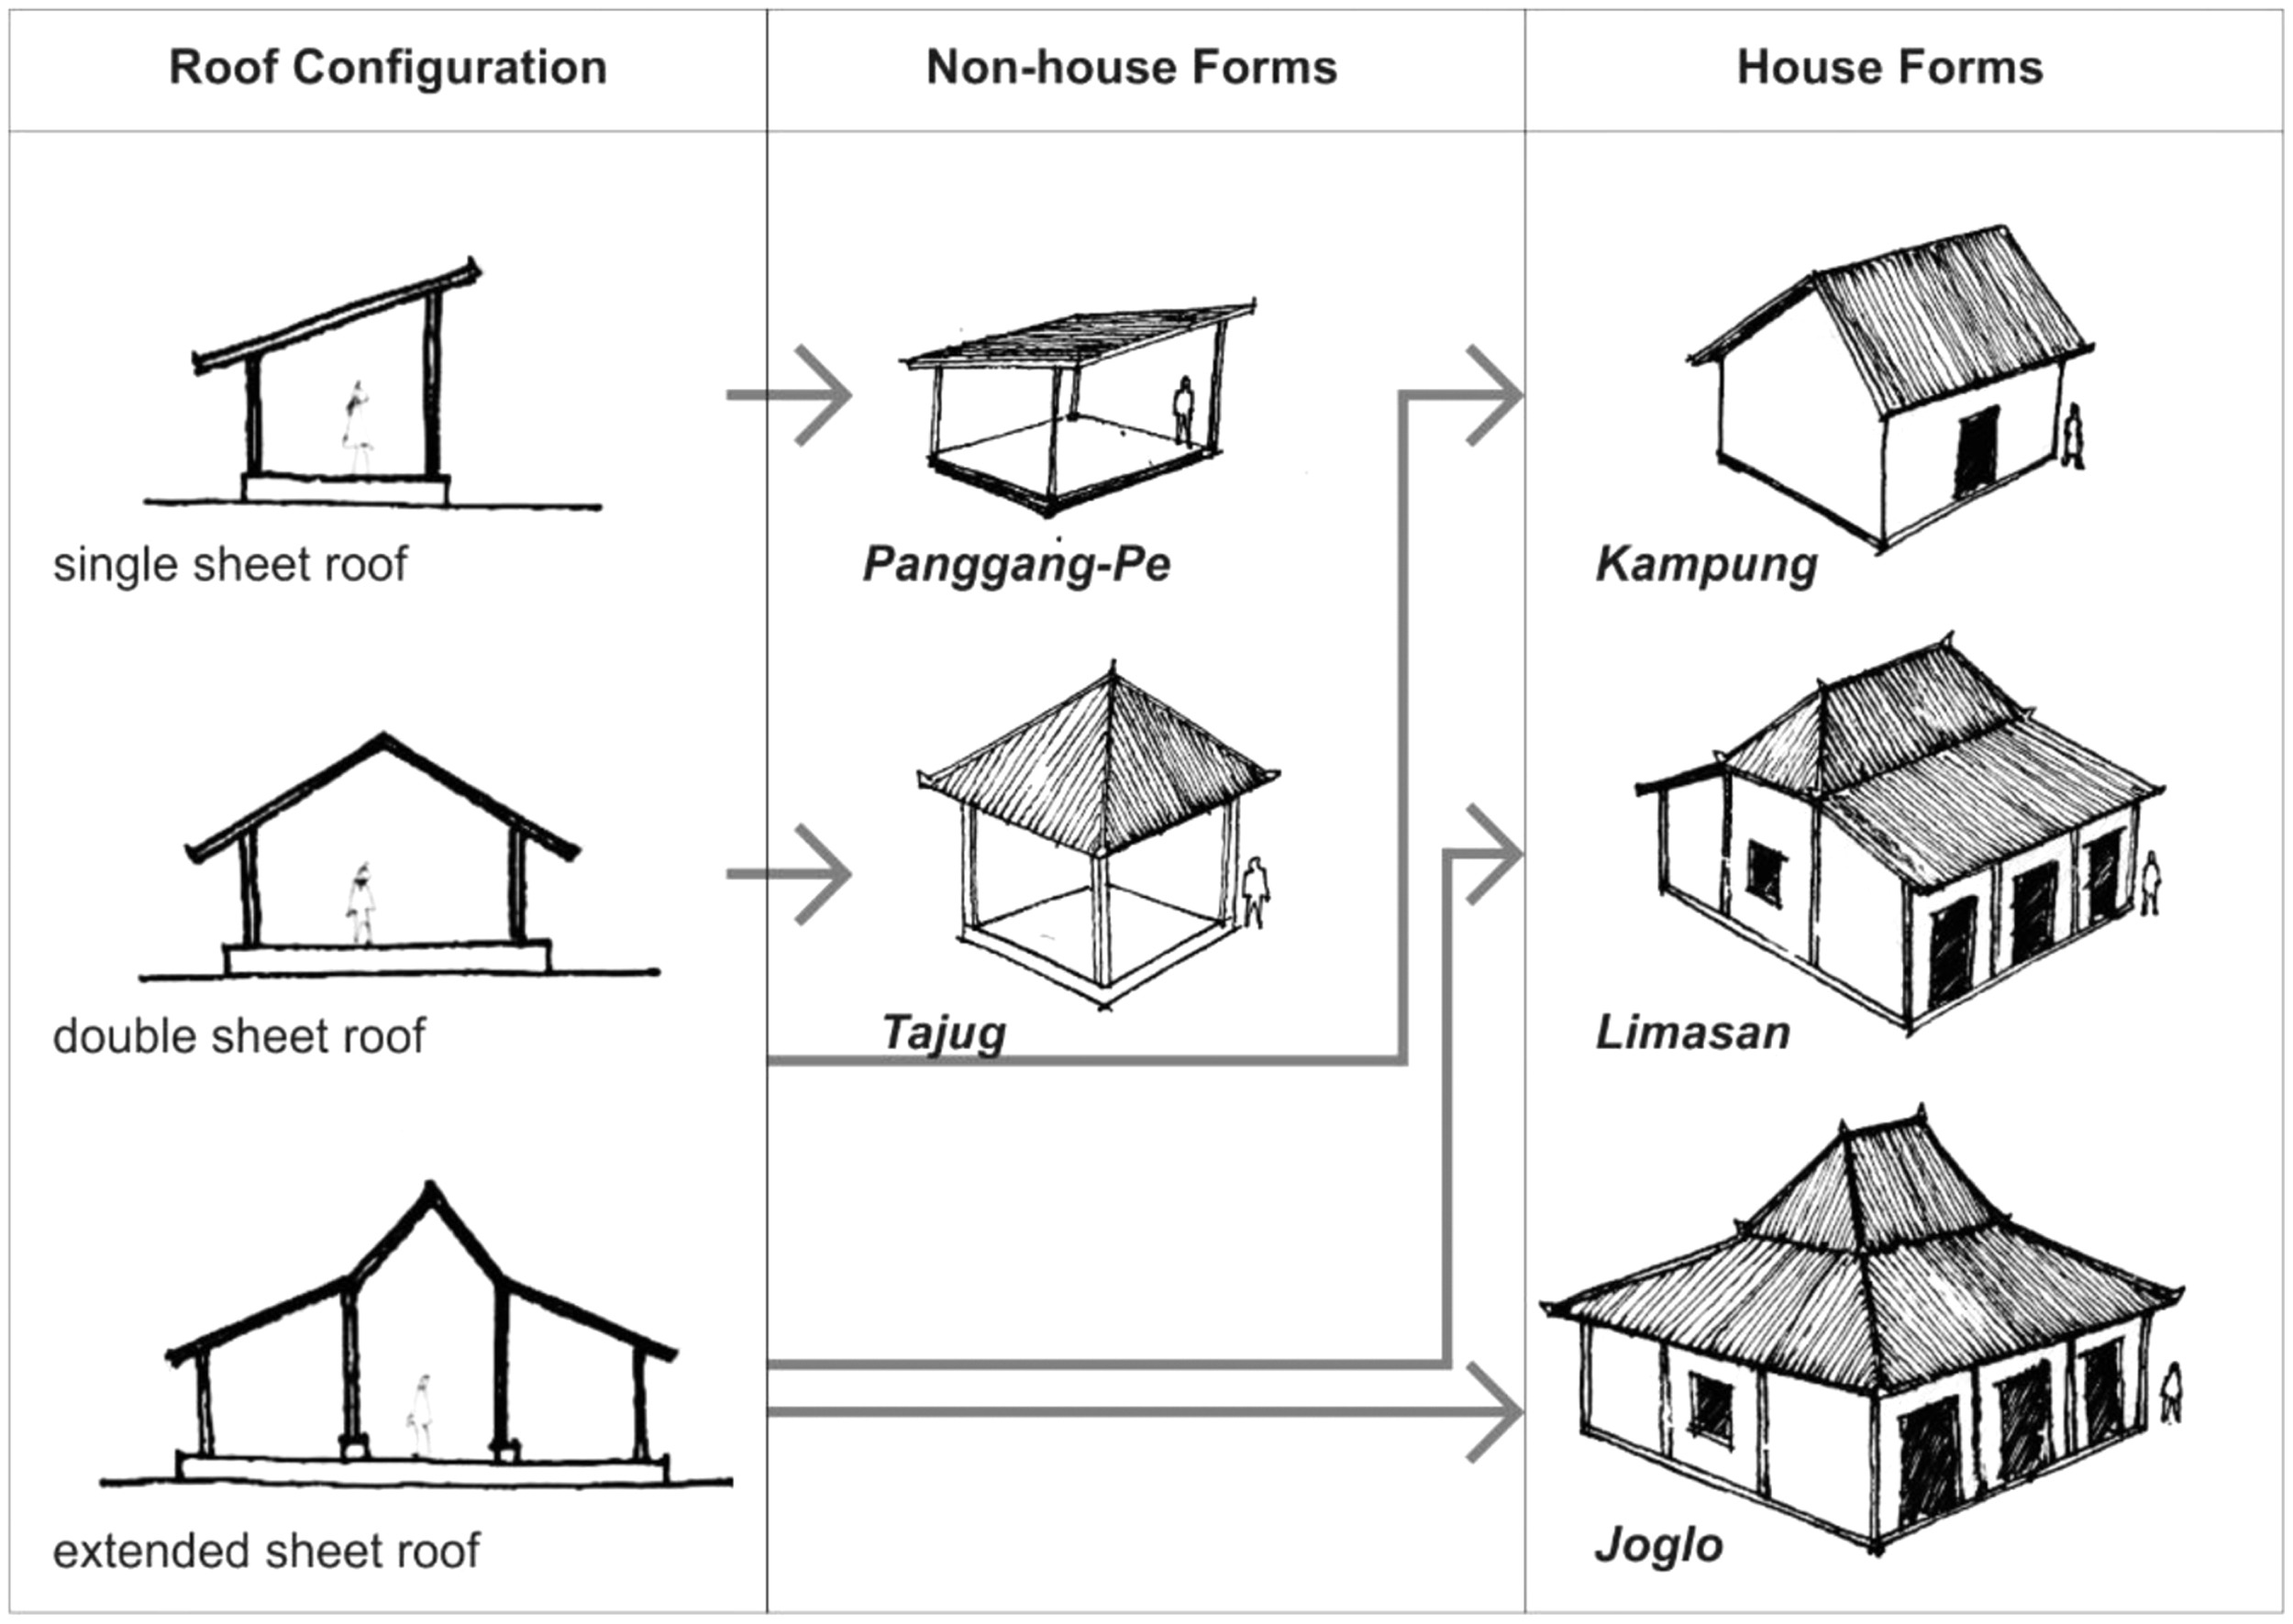 Roof Configuration
Non-house Forms
House Forms
single sheet roof
Panggang-Pe
Kampung
double sheet roof
Tajug
Limasan
extended sheet roof
Joglo